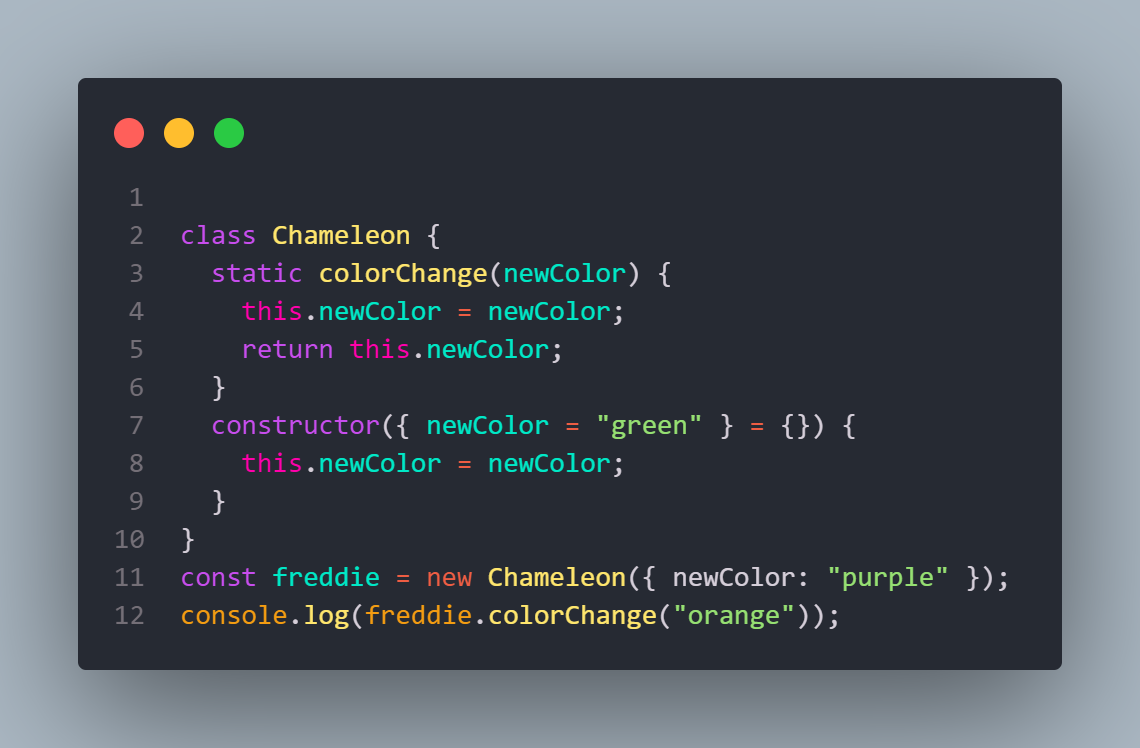 1
2 class Chameleon {
3   static colorChange(newColor) {
4     this.newColor = newColor;
5     return this.newColor;
6   }
7   constructor({ newColor = "green" } = {}) {
8     this.newColor = newColor;
9   }
10 }
11 const freddie = new Chameleon({ newColor: "purple" });
12 console.log(freddie.colorChange("orange"));